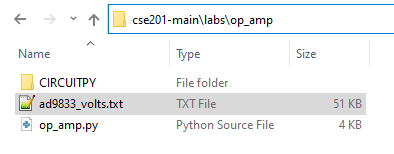 cse201-main\labs\op_amp
Name Type Size
CIRCUITPY File folder
ad9833_volts.txt TXT File 51 KB
op_amp.py Python Source File 4 KB